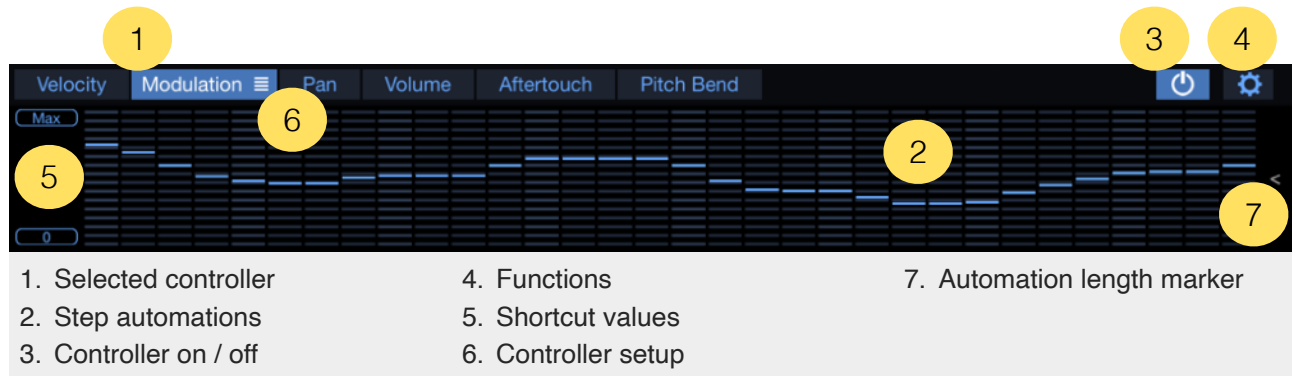 1
3
4
Velocity
Modulation
Pan
Volume
Aftertouch
Pitch Bend
Max
6
2
5
<
7
0
1. Selected controller
2. Step automations
3. Controller on / off
4. Functions
5. Shortcut values
6. Controller setup
7. Automation length marker